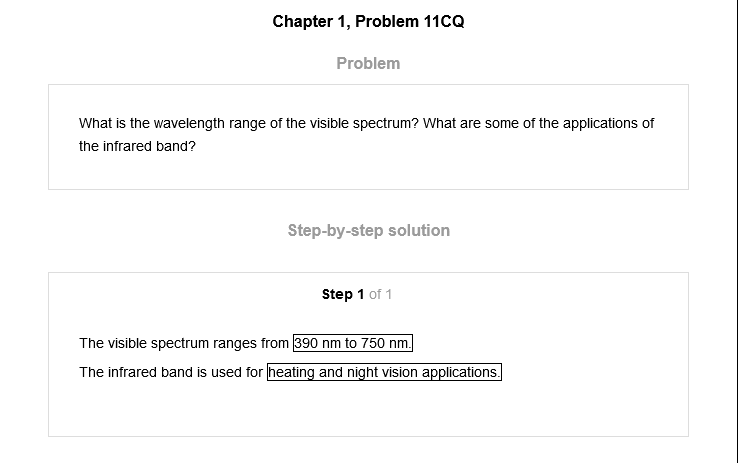 Chapter 1, Problem 11CQ
Problem
What is the wavelength range of the visible spectrum? What are some of the applications of
the infrared band?
Step-by-step solution
Step 1 of 1
The visible spectrum ranges from 390 nm to 750 nm.
The infrared band is used for heating and night vision applications.